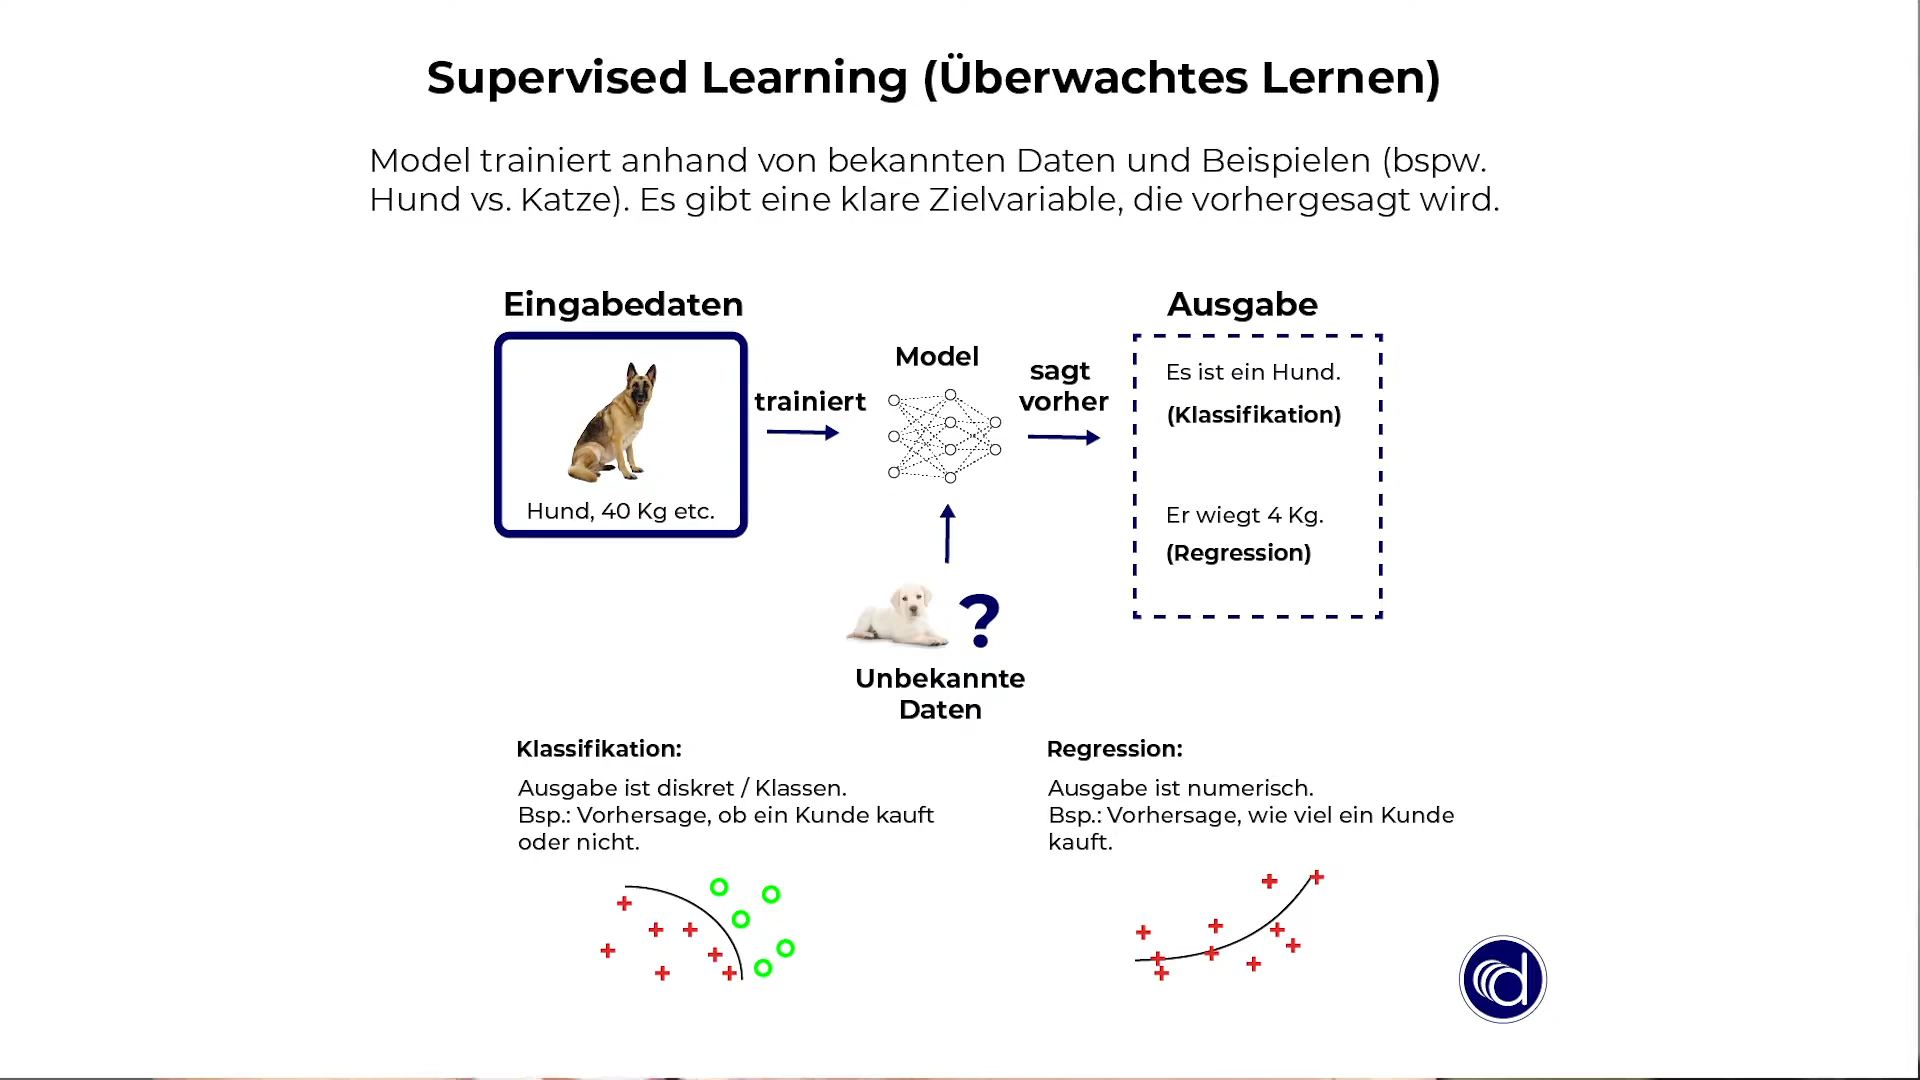 Supervised Learning (Überwachtes Lernen)
Model trainiert anhand von bekannten Daten und Beispielen (bspw.
Hund vs. Katze). Es gibt eine klare Zielvariable, die vorhergesagt wird.
Eingabedaten
Hund, 40 Kg etc.
trainiert
Model
sagt
vorher
Ausgabe
Es ist ein Hund.
(Klassifikation)
Er wiegt 4 Kg.
(Regression)
?
Unbekannte
Daten
Klassifikation:
Ausgabe ist diskret / Klassen.
Bsp.: Vorhersage, ob ein Kunde kauft
oder nicht.
Regression:
Ausgabe ist numerisch.
Bsp.: Vorhersage, wie viel ein Kunde
kauft.
d